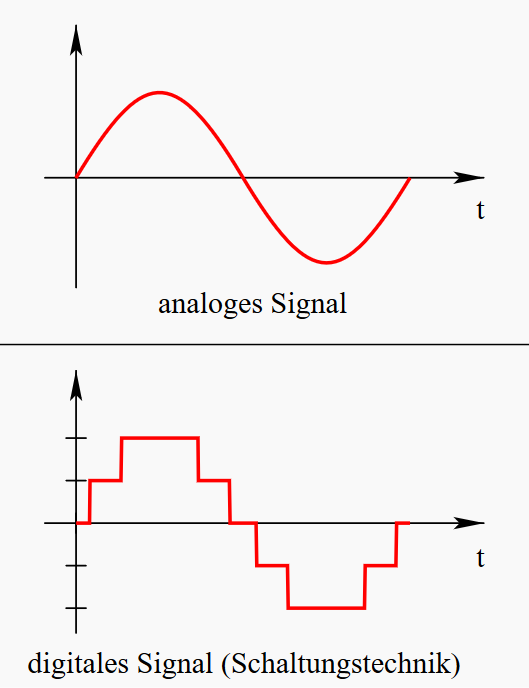 t
analoges Signal
t
digitales Signal (Schaltungstechnik)